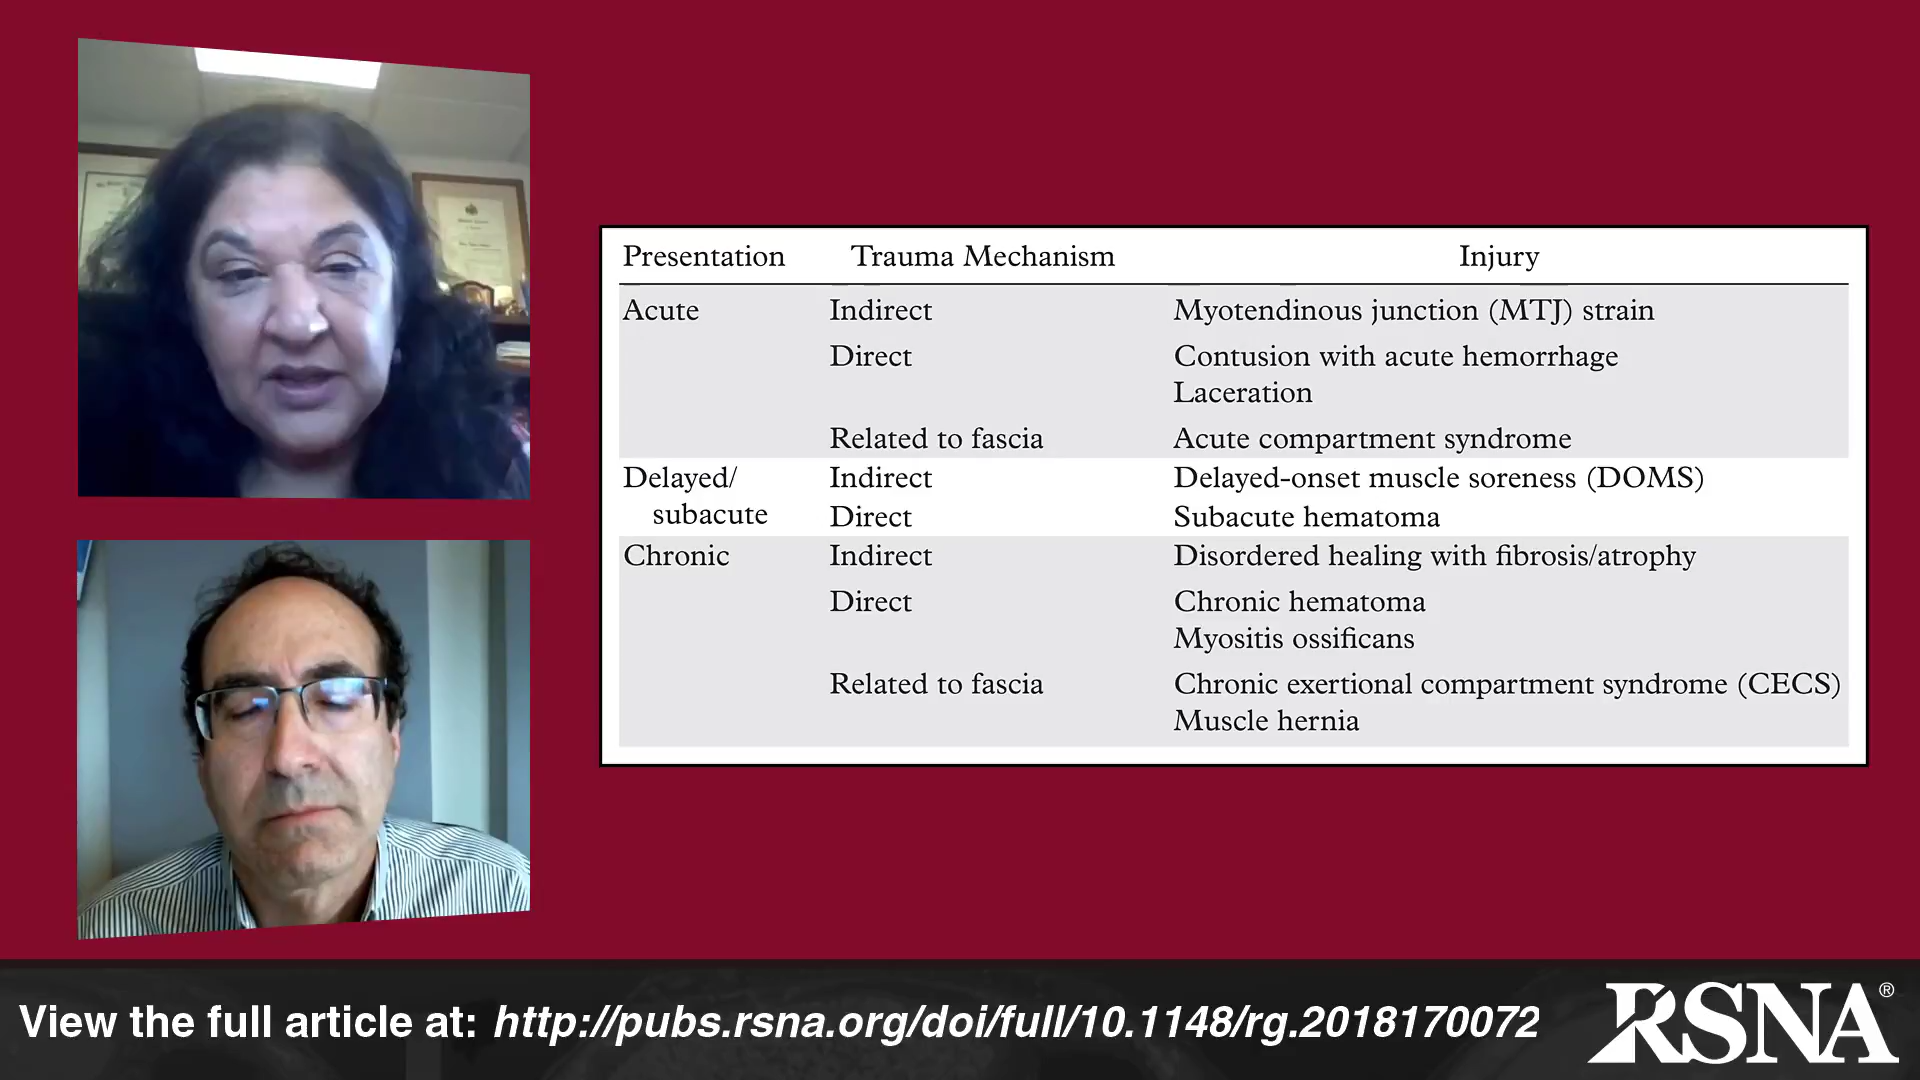 Presentation Trauma Mechanism Injury
Acute Indirect Myotendinous junction (MTJ) strain
Direct Contusion with acute hemorrhage
Laceration
Related to fascia Acute compartment syndrome
Delayed/ Indirect Delayed-onset muscle soreness (DOMS)
subacute Direct Subacute hematoma
Chronic Indirect Disordered healing with fibrosis/atrophy
Direct Chronic hematoma
Myositis ossificans
Related to fascia Chronic exertional compartment syndrome (CECS)
Muscle hernia
View the full article at: http://pubs.rsna.org/doi/full/10.1148/rg.2018170072
RSNA®